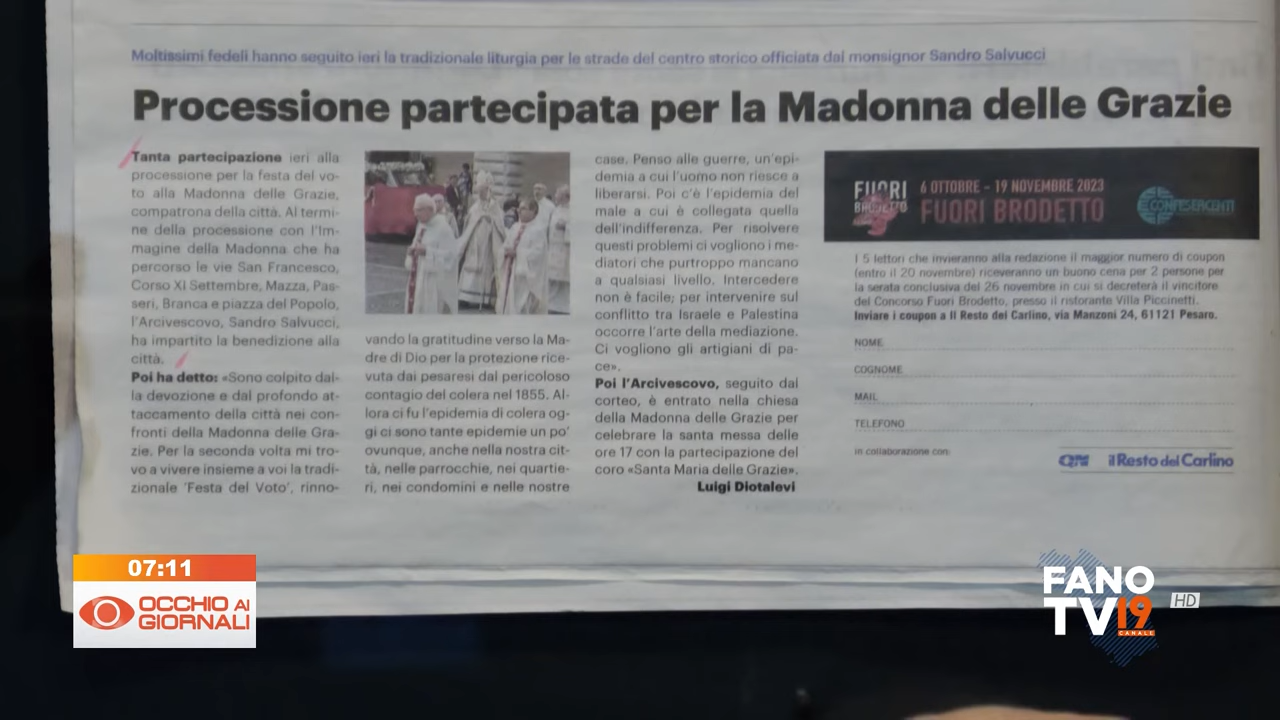 Moltissimi fedeli hanno seguito ieri la tradizionale liturgia per le strade del centro storico officiata dal monsignor Sandro Salvucci
Processione partecipata per la Madonna delle Grazie
Tanta partecipazione ieri alla
processione per la festa del vo-
to alla Madonna delle Grazie,
compatrona della città. Al termi-
ne della processione con l'Im-
magine della Madonna che ha
percorso le vie San Francesco,
Corso XI Settembre, Mazza, Pas-
seri, Branca e piazza del Popolo,
l'Arcivescovo, Sandro Salvucci,
ha impartito la benedizione alla
città.
Poi ha detto: «Sono colpito dal-
la devozione e dal profondo at-
taccamento della città nei con-
fronti della Madonna delle Gra-
zie. Per la seconda volta mi tro-
vo a vivere insieme a voi la tradi-
zionale 'Festa del Voto', rinno-
vando la gratitudine verso la Ma-
dre di Dio per la protezione rice-
vuta dai pesaresi dal pericoloso
contagio del colera nel 1855. Al-
lora ci fu l'epidemia di colera og-
gi ci sono tante epidemie un po'
ovunque, anche nella nostra cit-
tà, nelle parrocchie, nei quartie-
ri, nei condomini e nelle nostre
case. Penso alle guerre, un'epi-
demia a cui l'uomo non riesce a
liberarsi. Poi c'è l'epidemia del
male a cui è collegata quella
dell'indifferenza. Per risolvere
questi problemi ci vogliono i me-
diatori che purtroppo mancano
a qualsiasi livello. Intercedere
non è facile; per intervenire sul
conflitto tra Israele e Palestina
occorre l'arte della mediazione.
Ci vogliono gli artigiani di pa-
ce».
Poi l'Arcivescovo, seguito dal
corteo, è entrato nella chiesa
della Madonna delle Grazie per
celebrare la santa messa delle
ore 17 con la partecipazione del
coro «Santa Maria delle Grazie».
Luigi Diotalevi
FUORI
BRODETTO
6 OTTOBRE - 19 NOVEMBRE 2023
FUORI BRODETTO
CONFESERCENTI
I 5 lettori che invieranno alla redazione il maggior numero di coupon
(entro il 20 novembre) riceveranno un buono cena per 2 persone per
la serata conclusiva del 26 novembre in cui si decreterà il vincitore
del Concorso Fuori Brodetto, presso il ristorante Villa Piccinetti.
Inviare i coupon a Il Resto del Carlino, via Manzoni 24, 61121 Pesaro.
NOME
COGNOME
MAIL
TELEFONO
in collaborazione con:
QN il Resto del Carlino
07:11
OCCHIO AI
GIORNALI
FANO
TV19
CANALE
HD